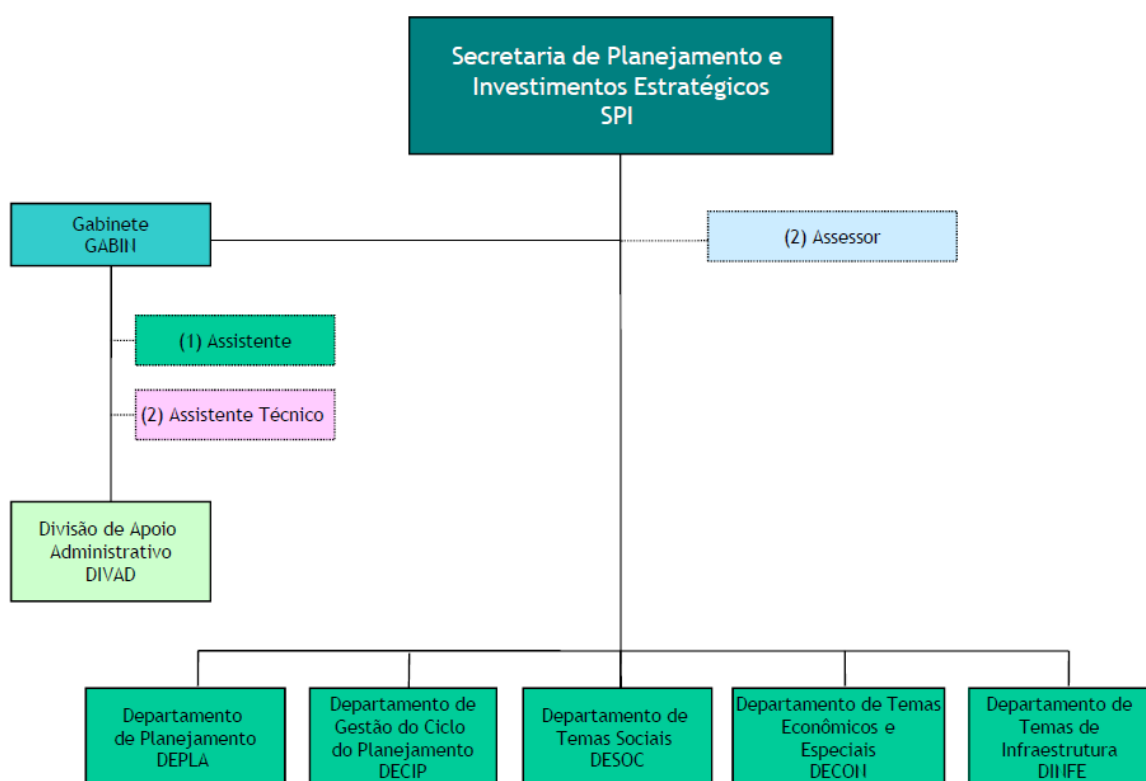 Secretaria de Planejamento e
Investimentos Estratégicos
SPI
Gabinete
GABIN
(2) Assessor
(1) Assistente
(2) Assistente Técnico
Divisão de Apoio
Administrativo
DIVAD
Departamento
de Planejamento
DEPLA
Departamento de
Gestão do Ciclo
do Planejamento
DECIP
Departamento de
Temas Sociais
DESOC
Departamento de Temas
Econômicos e
Especiais
DECON
Departamento de
Temas de
Infraestrutura
DINFE